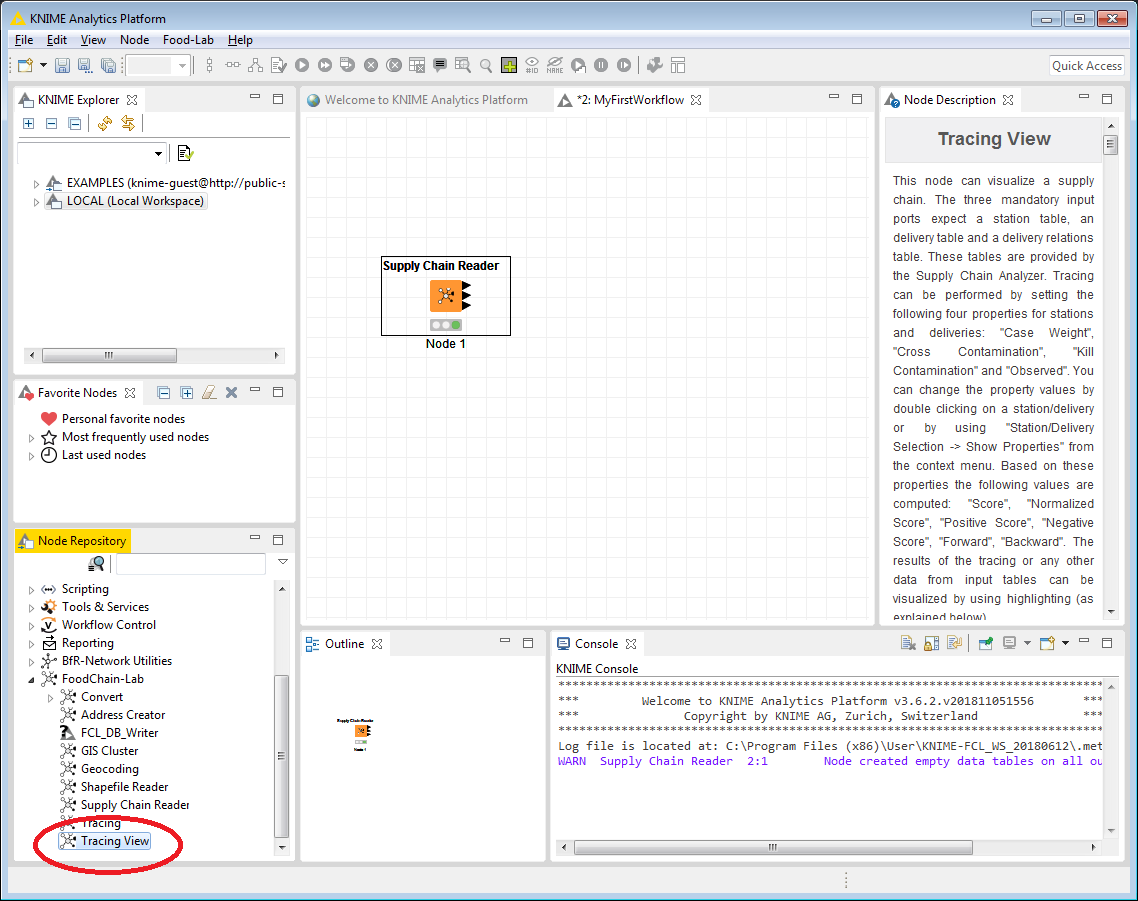 KNIME Analytics Platform
File Edit View Node Food-Lab Help
Quick Access
KNIME Explorer
EXAMPLES (knime-guest@http://public-s
LOCAL (Local Workspace)
Favorite Nodes
Personal favorite nodes
Most frequently used nodes
Last used nodes
Node Repository
Scripting
Tools & Services
Workflow Control
Reporting
BfR-Network Utilities
FoodChain-Lab
Convert
Address Creator
FCL_DB_Writer
GIS Cluster
Geocoding
Shapefile Reader
Supply Chain Reader
Tracing
Tracing View
Welcome to KNIME Analytics Platform
*2: MyFirstWorkflow
Supply Chain Reader
Node 1
Outline
Supply Chain Reader
Node 1
Console
KNIME Console
********************************************************************************
*** Welcome to KNIME Analytics Platform v3.6.2.v201811051556 ***
*** Copyright by KNIME AG, Zurich, Switzerland ***
********************************************************************************
Log file is located at: C:\Program Files (x86)\User\KNIME-FCL_WS_20180612\.met
WARN Supply Chain Reader 2:1 Node created empty data tables on all ou
Node Description
Tracing View
This node can visualize a supply
chain. The three mandatory input
ports expect a station table, an
delivery table and a delivery relations
table. These tables are provided by
the Supply Chain Analyzer. Tracing
can be performed by setting the
following four properties for stations
and deliveries: "Case Weight",
"Cross Contamination", "Kill
Contamination" and "Observed". You
can change the property values by
double clicking on a station/delivery
or by using "Station/Delivery
Selection -> Show Properties" from
the context menu. Based on these
properties the following values are
computed: "Score", "Normalized
Score", "Positive Score", "Negative
Score", "Forward", "Backward". The
results of the tracing or any other
data from input tables can be
visualized by using highlighting (as
explained below)